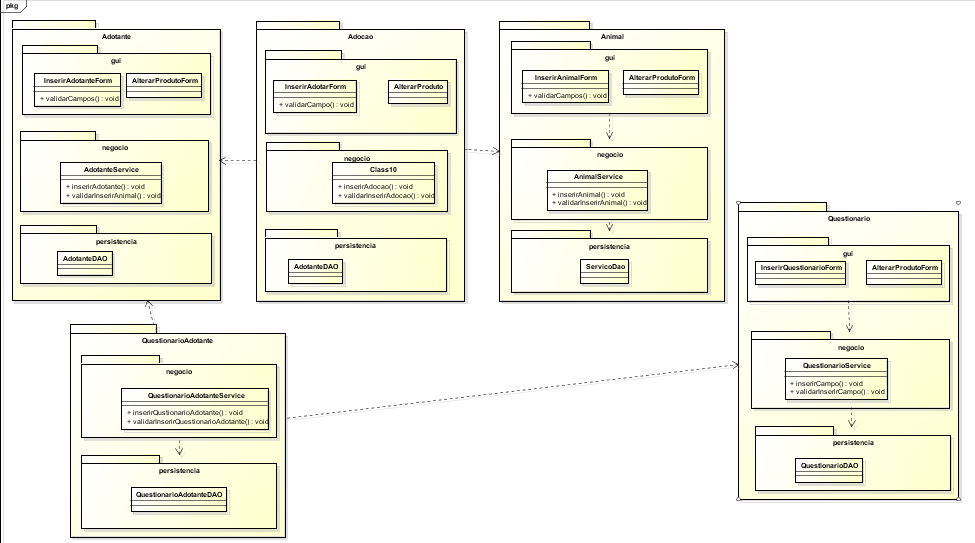 pkg
Adotante
gui
InserirAdotanteForm
+ validarCampos() : void
AlterarProdutoForm
negocio
AdotanteService
+ inserirAdotante() : void
+ validarInserirAnimal() : void
persistencia
AdotanteDAO
Adocao
gui
InserirAdotarForm
+ validarCampo() : void
AlterarProduto
negocio
Class10
+ inserirAdocao() : void
+ validarInserirAdocao() : void
persistencia
AdotanteDAO
Animal
gui
InserirAnimalForm
+ validarCampos() : void
AlterarProdutoForm
negocio
AnimalService
+ inserirAnimal() : void
+ validarInserirAnimal() : void
persistencia
ServicoDao
Questionario
gui
InserirQuestionarioForm
AlterarProdutoForm
negocio
QuestionarioService
+ inserirCampo() : void
+ validarInserirCampo() : void
persistencia
QuestionarioDAO
QuestionarioAdotante
negocio
QuestionarioAdotanteService
+ inserirQustionarioAdotante() : void
+ validarInserirQuestionarioAdotante() : void
persistencia
QuestionarioAdotanteDAO